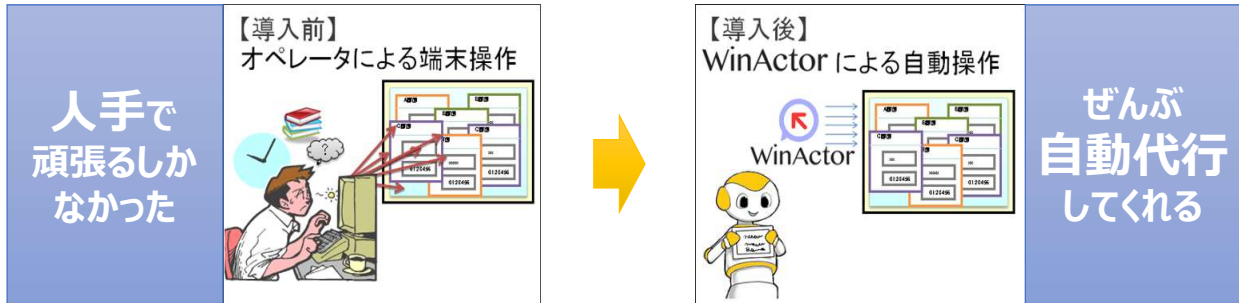 人手で
頑張るしか
なかった
【導入前】
オペレータによる端末操作
?
【導入後】
WinActor による自動操作
WinActor
ぜんぶ
自動代行
してくれる